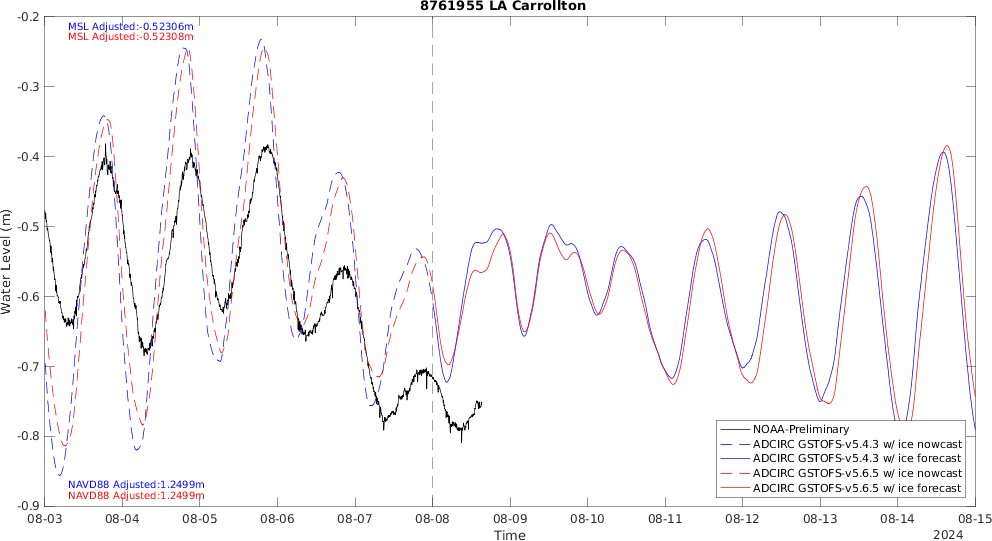 8761955 LA Carrollton
MSL Adjusted:-0.52306m
MSL Adjusted:-0.52308m
-0.2
-0.3
-0.4
-0.5
-0.6
-0.7
-0.8
-0.9
Water Level (m)
NAVD88 Adjusted:1.2499m
NAVD88 Adjusted:1.2499m
NOAA-Preliminary
ADCIRC GSTOFS-v5.4.3 w/ ice nowcast
ADCIRC GSTOFS-v5.4.3 w/ ice forecast
ADCIRC GSTOFS-v5.6.5 w/ ice nowcast
ADCIRC GSTOFS-v5.6.5 w/ ice forecast
08-03 08-04 08-05 08-06 08-07 08-08 08-09 08-10 08-11 08-12 08-13 08-14 08-15
Time
2024